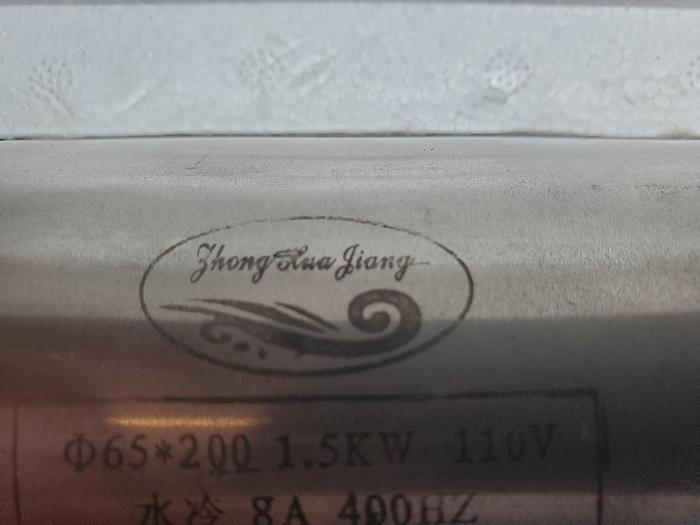 Zhong Hua Jiang
Φ65*200 1.5KW 110V
水冷 8A 400HZ